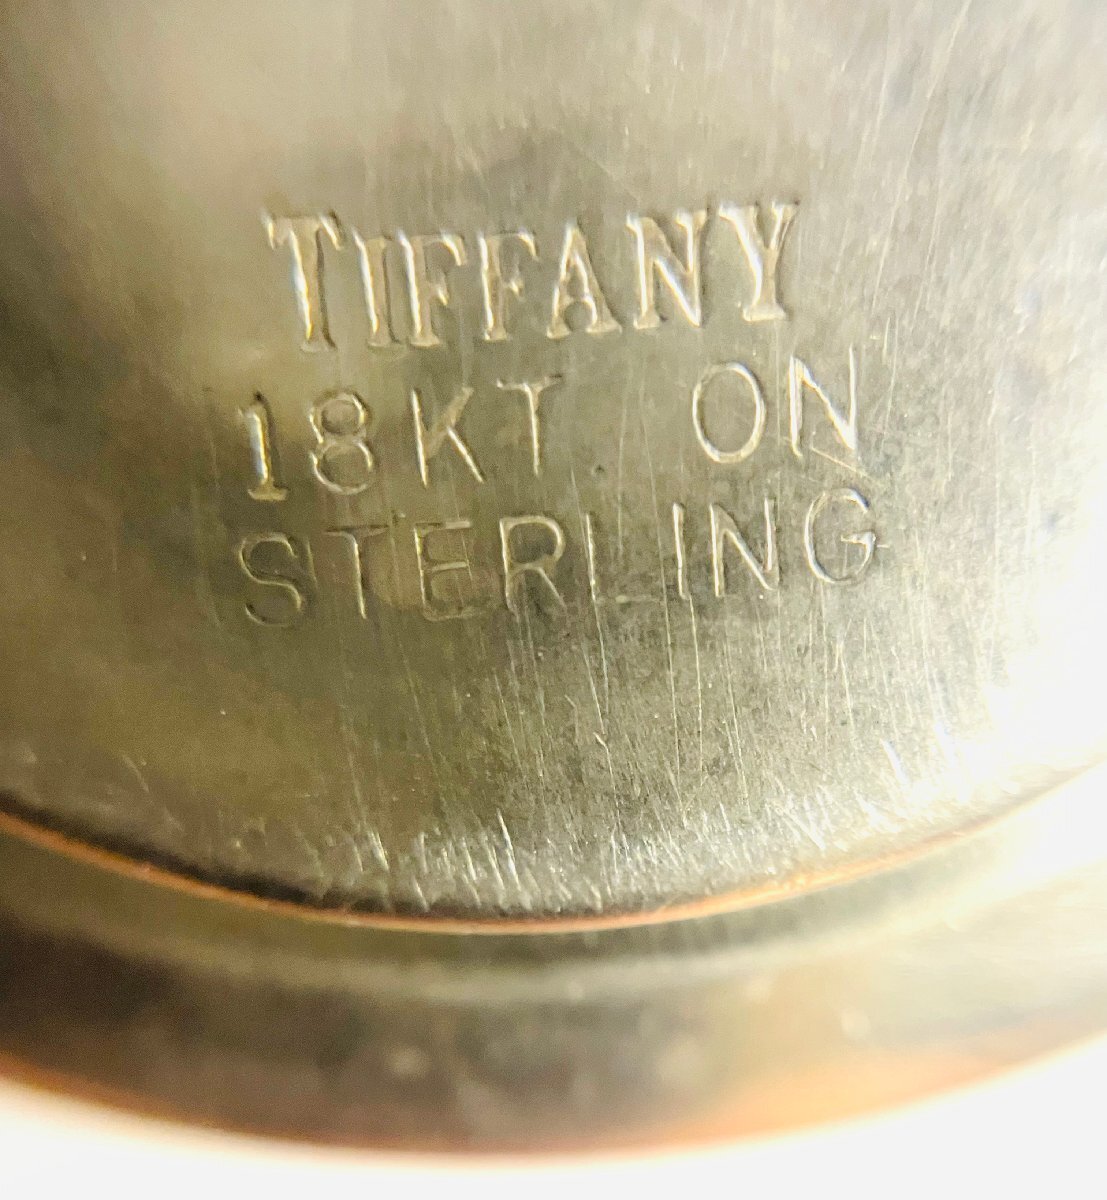 TIFFANY
18KT ON
STERLING